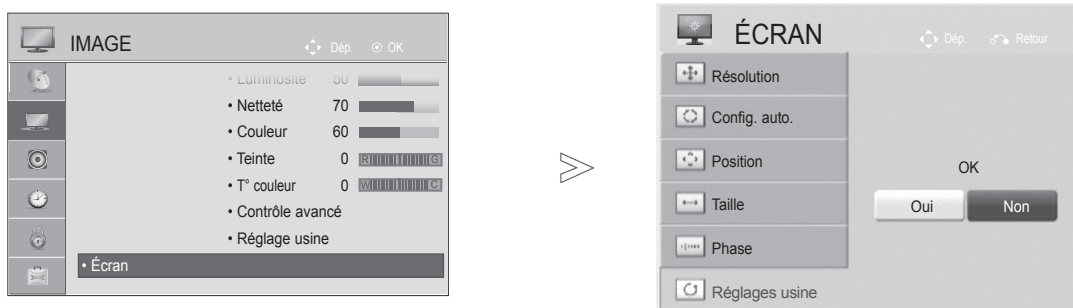 IMAGE
Dép. OK
• Luminosité 50
• Netteté 70
• Couleur 60
• Teinte 0 R G
• T° couleur 0 W C
• Contrôle avancé
• Réglage usine
• Écran
ÉCRAN
Dép. Retour
Résolution
Config. auto.
Position
Taille
Phase
Réglages usine
OK
Oui Non